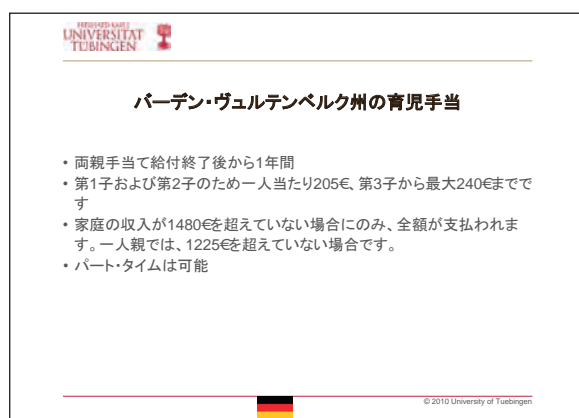 EBERHARD KARLS
UNIVERSITÄT
TÜBINGEN
バーデン・ヴュルテンベルク州の育児手当
• 両親手当て給付終了後から1年間
• 第1子および第2子のため一人当たり205€、第3子から最大240€までで
す
• 家庭の収入が1480€を超えていない場合にのみ、全額が支払われま
す。一人親では、1225€を超えていない場合です。
• パート・タイムは可能
© 2010 University of Tuebingen